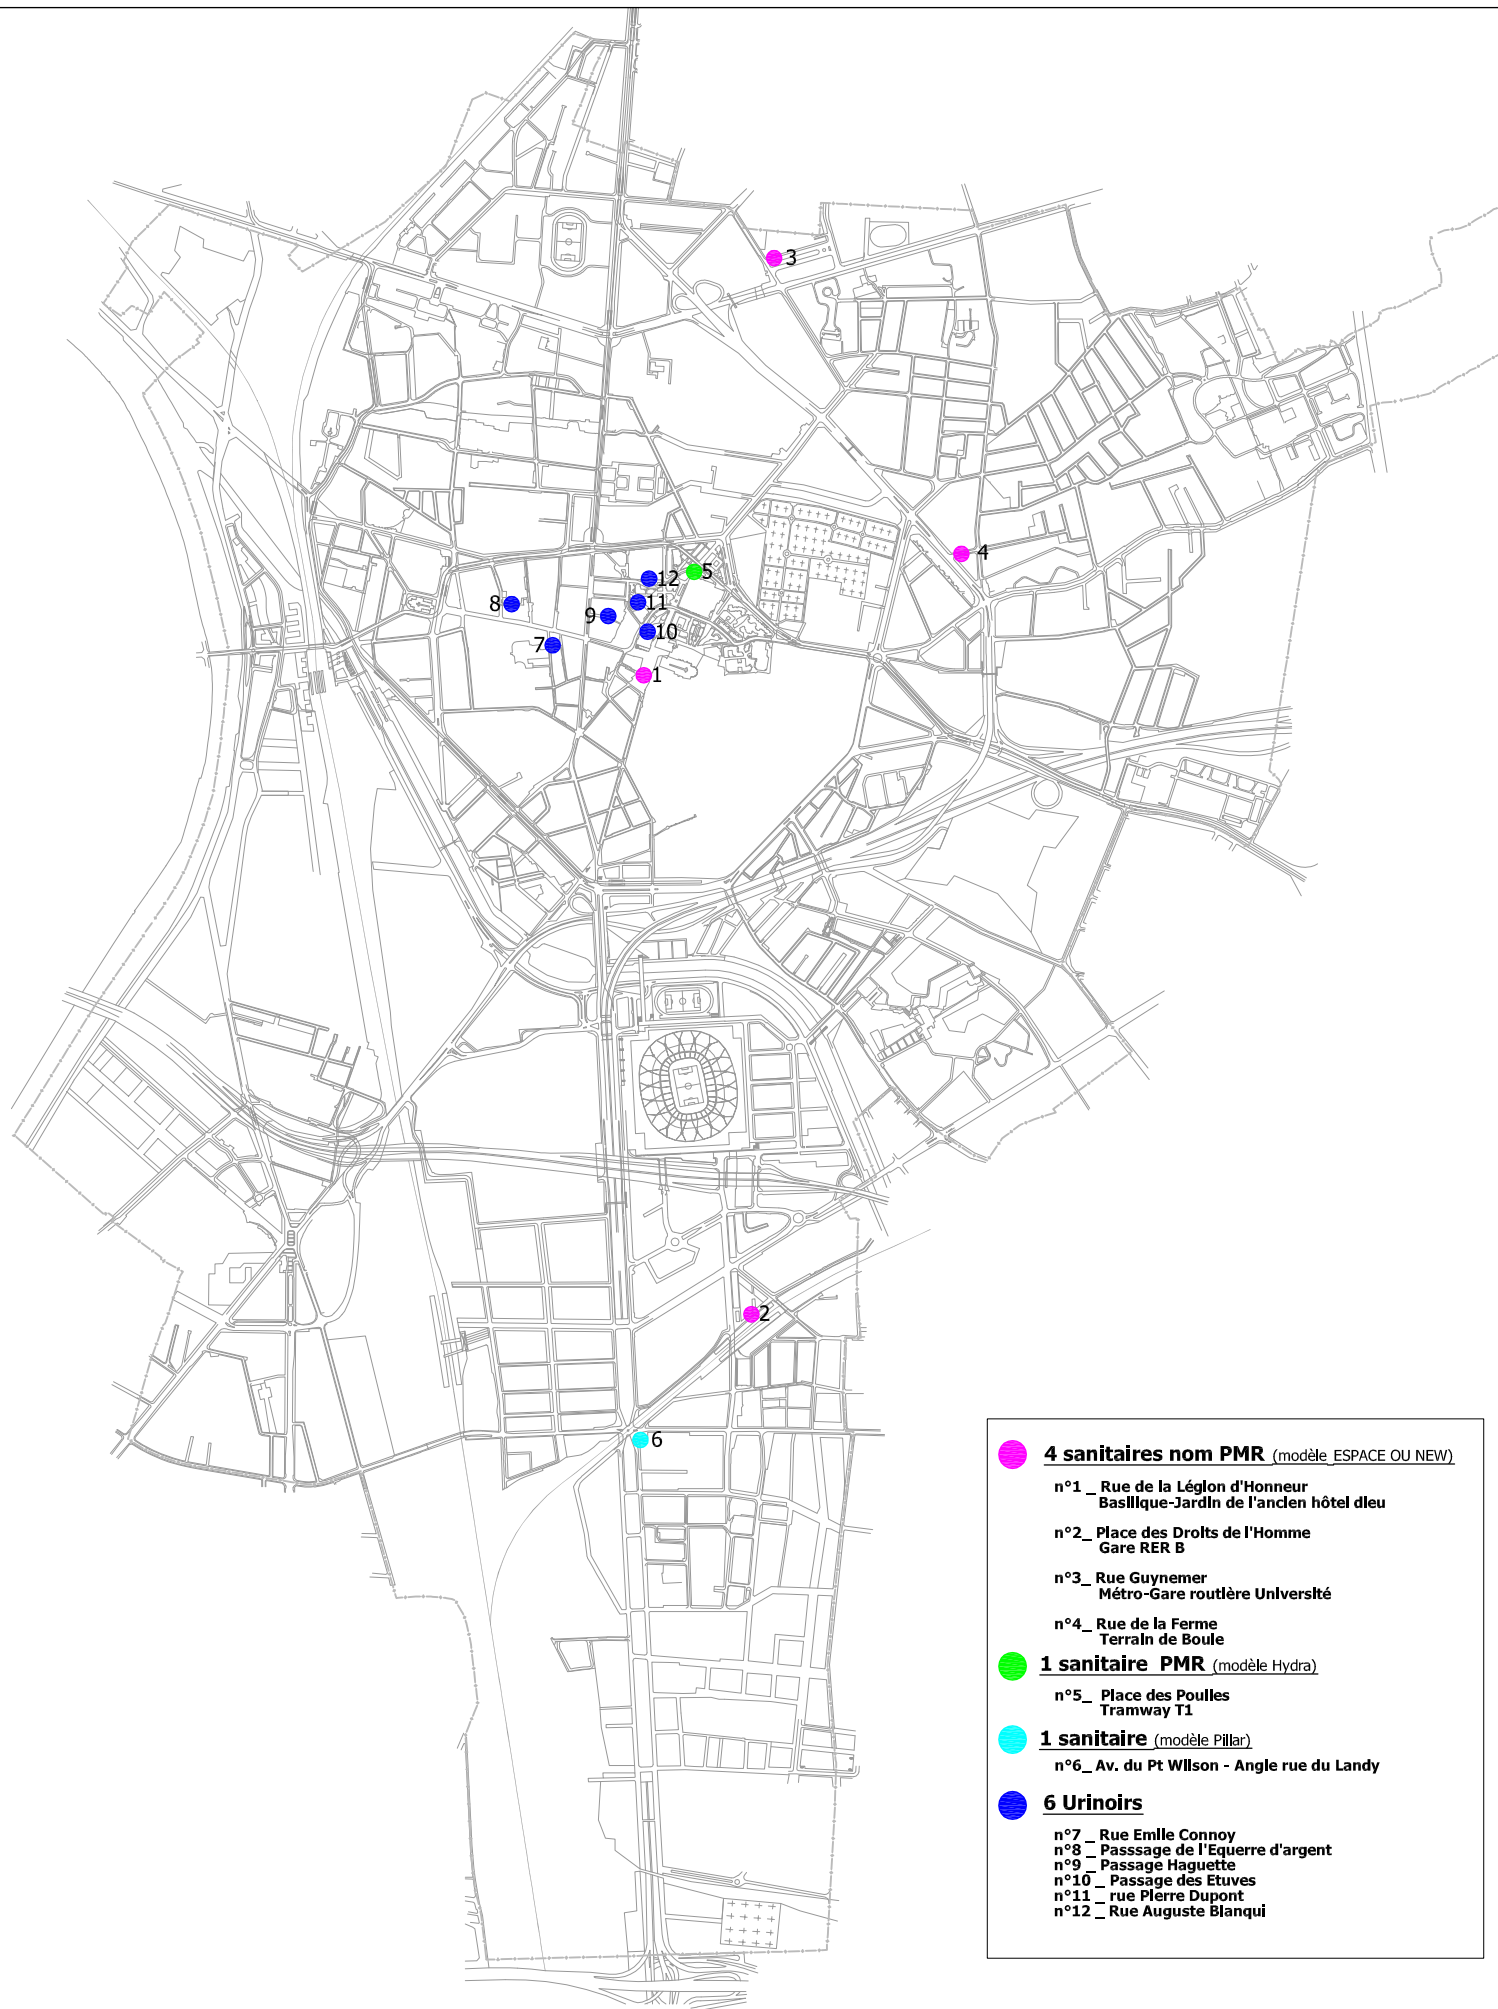 3
4
5
12
8
11
9
10
7
1
2
6
4 sanitaires nom PMR (modèle ESPACE OU NEW)
n°1 _ Rue de la Légion d'Honneur
Basilique-Jardin de l'ancien hôtel dieu
n°2_ Place des Droits de l'Homme
Gare RER B
n°3_ Rue Guynemer
Métro-Gare routière Université
n°4_ Rue de la Ferme
Terrain de Boule
1 sanitaire PMR (modèle Hydra)
n°5_ Place des Poulies
Tramway T1
1 sanitaire (modèle Pillar)
n°6_ Av. du Pt Wilson - Angle rue du Landy
6 Urinoirs
n°7 _ Rue Emile Connoy
n°8 _ Passsage de l'Equerre d'argent
n°9 _ Passage Haguette
n°10 _ Passage des Etuves
n°11 _ rue Pierre Dupont
n°12 _ Rue Auguste Blanqui